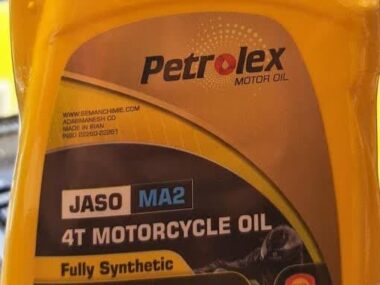 Petrolex
MOTOR OIL
WWW.SEMANCHIMIE.COM
MADE IN IRAN
JASO MA2
4T MOTORCYCLE OIL
Fully Synthetic